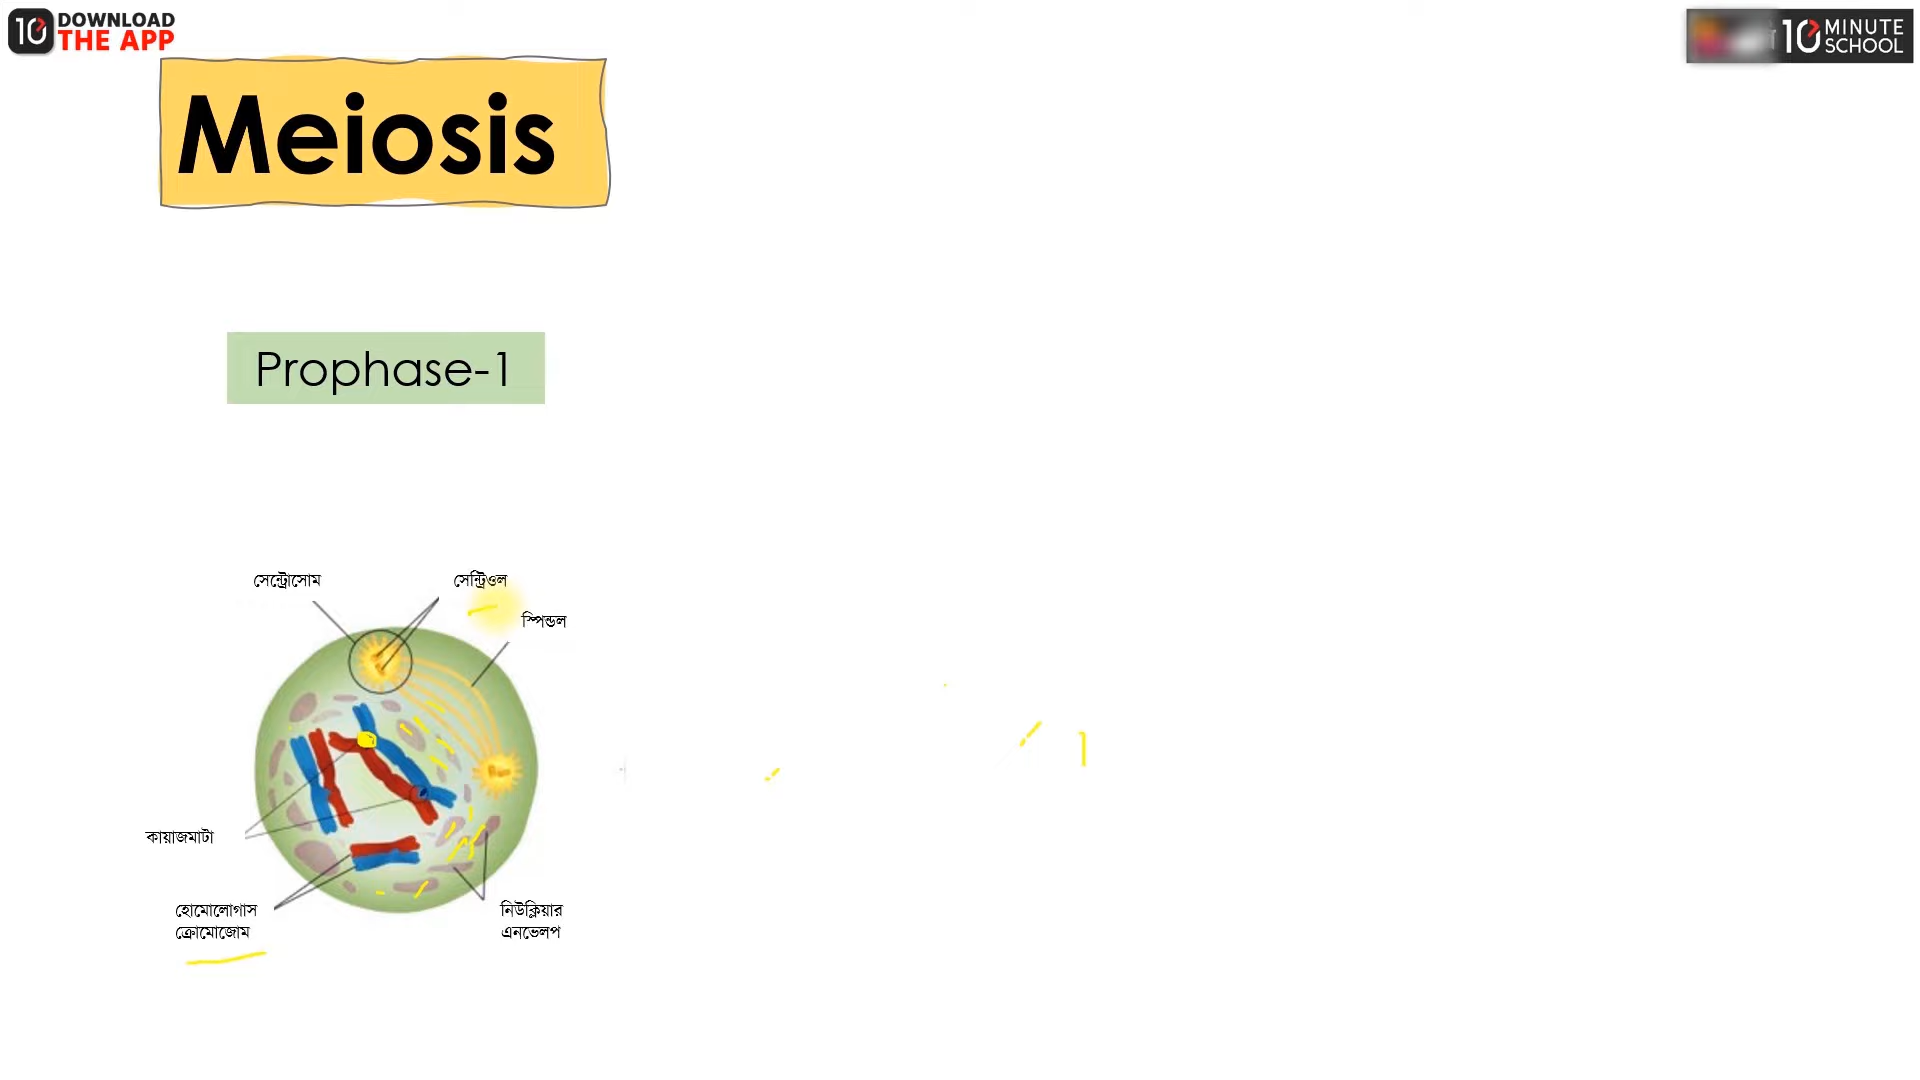 10 DOWNLOAD
THE APP
10 MINUTE
SCHOOL
Meiosis
Prophase-1
সেন্ট্রোসোম
সেন্ট্রিওল
স্পিন্ডল
কায়াজমাটা
হোমোলোগাস
ক্রোমোজোম
নিউক্লিয়ার
এনভেলপ